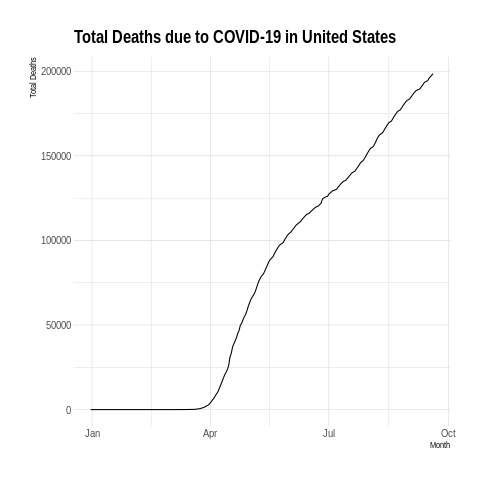 Total Deaths due to COVID-19 in United States
Total Deaths
200000
150000
100000
50000
0
Jan Apr Jul Oct
Month